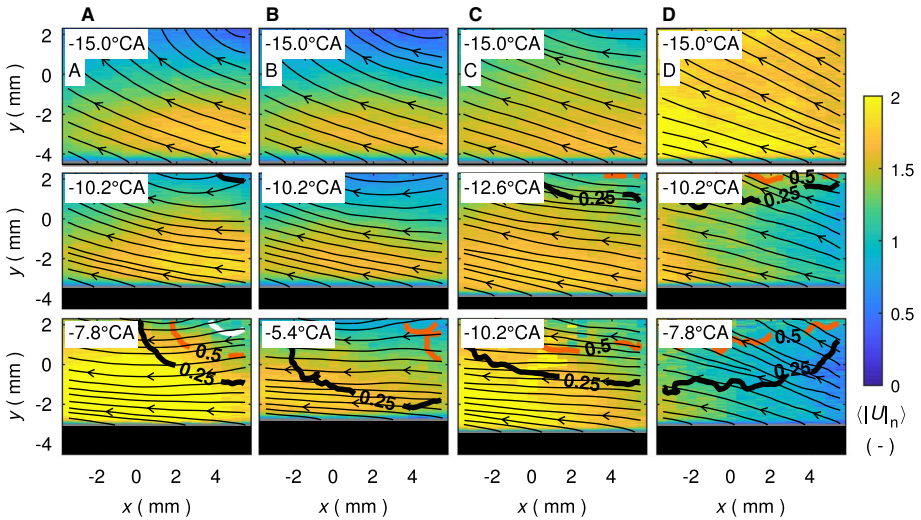 A B C D
2 -15.0°CA -15.0°CA -15.0°CA -15.0°CA
0 A B C D
-2
-4
y ( mm )
2 -10.2°CA -10.2°CA -12.6°CA 0.25 -10.2°CA 0.5 0.25
0
-2
-4
y ( mm )
2 -7.8°CA 0.5 0.25 -5.4°CA 0.25 -10.2°CA 0.5 0.25 -7.8°CA 0.5 0.25
0
-2
-4
y ( mm )
-2 0 2 4 -2 0 2 4 -2 0 2 4 -2 0 2 4
x ( mm ) x ( mm ) x ( mm ) x ( mm )
2
1.5
1
0.5
0
⟨|U|n⟩
( - )